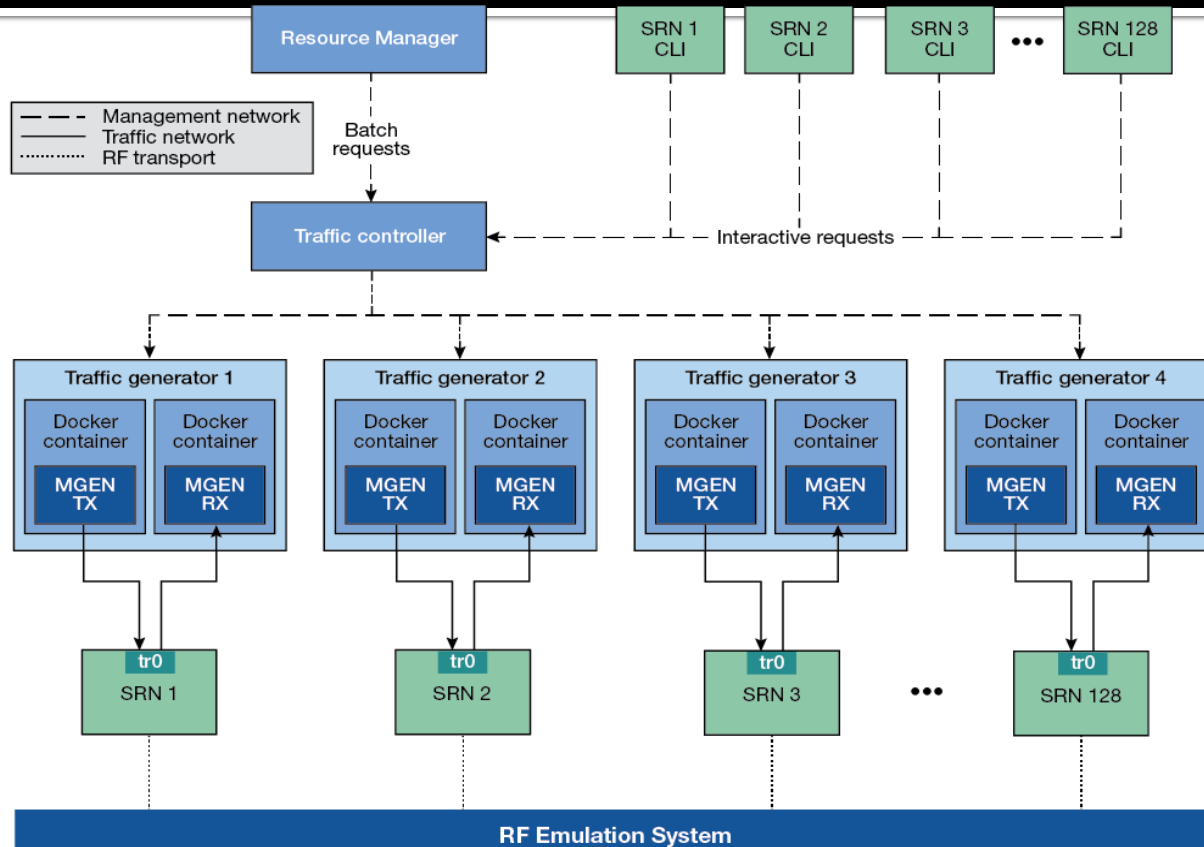 Resource Manager
SRN 1
CLI
SRN 2
CLI
SRN 3
CLI
•••
SRN 128
CLI
Management network
Traffic network
RF transport
Batch
requests
Traffic controller
Interactive requests
Traffic generator 1
Docker
container
MGEN
TX
Docker
container
MGEN
RX
Traffic generator 2
Docker
container
MGEN
TX
Docker
container
MGEN
RX
Traffic generator 3
Docker
container
MGEN
TX
Docker
container
MGEN
RX
Traffic generator 4
Docker
container
MGEN
TX
Docker
container
MGEN
RX
tr0
SRN 1
tr0
SRN 2
tr0
SRN 3
•••
tr0
SRN 128
RF Emulation System